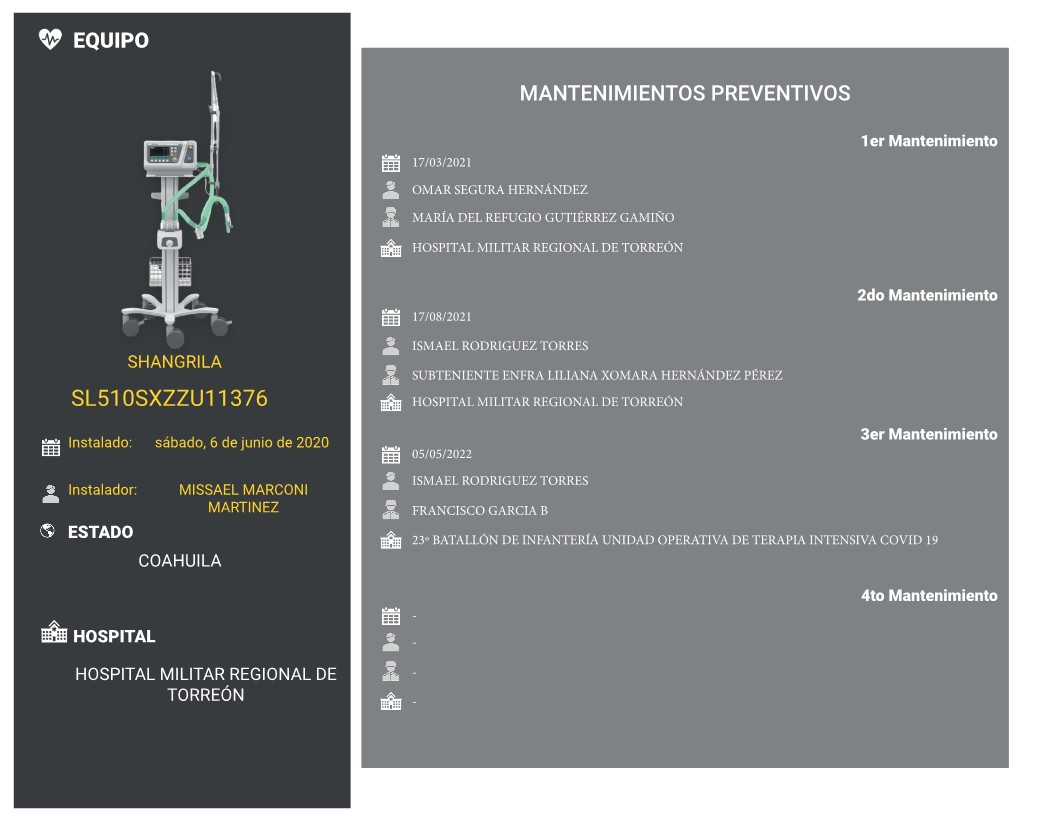 EQUIPO
SHANGRILA
SL510SXZZU11376
Instalado: sábado, 6 de junio de 2020
Instalador: MISSAEL MARCONI
MARTINEZ
ESTADO
COAHUILA
HOSPITAL
HOSPITAL MILITAR REGIONAL DE
TORREÓN
MANTENIMIENTOS PREVENTIVOS
1er Mantenimiento
17/03/2021
OMAR SEGURA HERNÁNDEZ
MARÍA DEL REFUGIO GUTIÉRREZ GAMIÑO
HOSPITAL MILITAR REGIONAL DE TORREÓN
2do Mantenimiento
17/08/2021
ISMAEL RODRIGUEZ TORRES
SUBTENIENTE ENFRA LILIANA XOMARA HERNÁNDEZ PÉREZ
HOSPITAL MILITAR REGIONAL DE TORREÓN
3er Mantenimiento
05/05/2022
ISMAEL RODRIGUEZ TORRES
FRANCISCO GARCIA B
23º BATALLÓN DE INFANTERÍA UNIDAD OPERATIVA DE TERAPIA INTENSIVA COVID 19
4to Mantenimiento
-
-
-
-